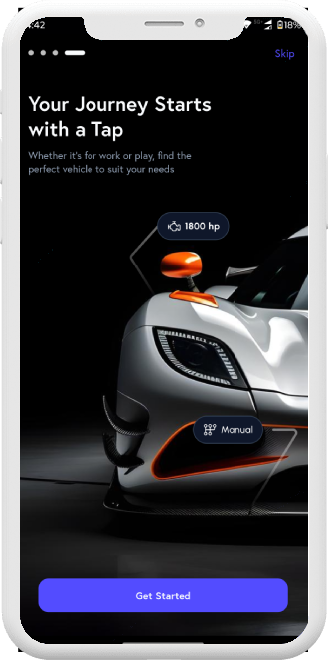 :42
18%
Skip
Your Journey Starts
with a Tap
Whether it's for work or play, find the
perfect vehicle to suit your needs
1800 hp
Manual
Get Started